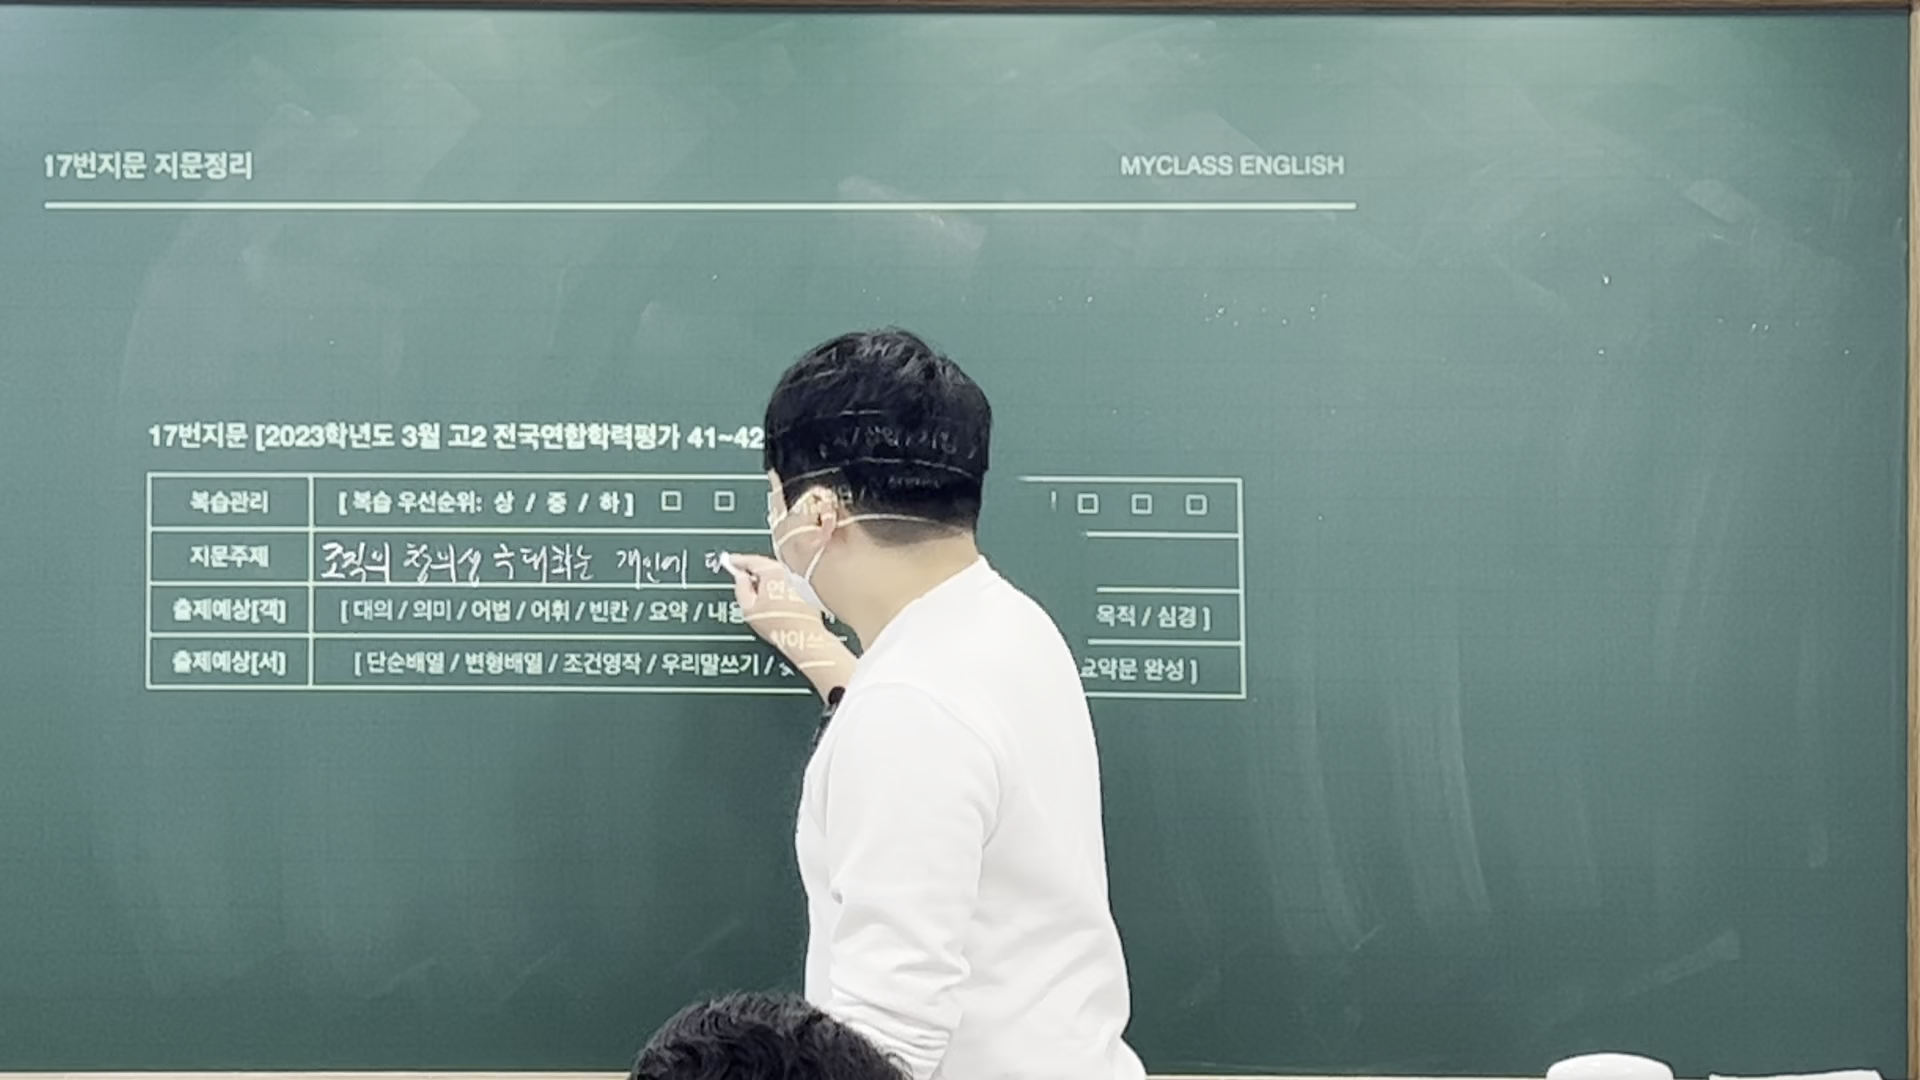 17번지문 지문정리
MYCLASS ENGLISH
17번지문 [2023학년도 3월 고2 전국연합학력평가 41~42
복습관리 [ 복습 우선순위: 상 / 중 / 하 ] □ □ □ □ □
지문주제 조직의 창의성 극대화는 개인에
출제예상[객] [ 대의 / 의미 / 어법 / 어휘 / 빈칸 / 요약 / 내용 목적 / 심경 ]
출제예상[서] [ 단순배열 / 변형배열 / 조건영작 / 우리말쓰기 / 요약문 완성 ]